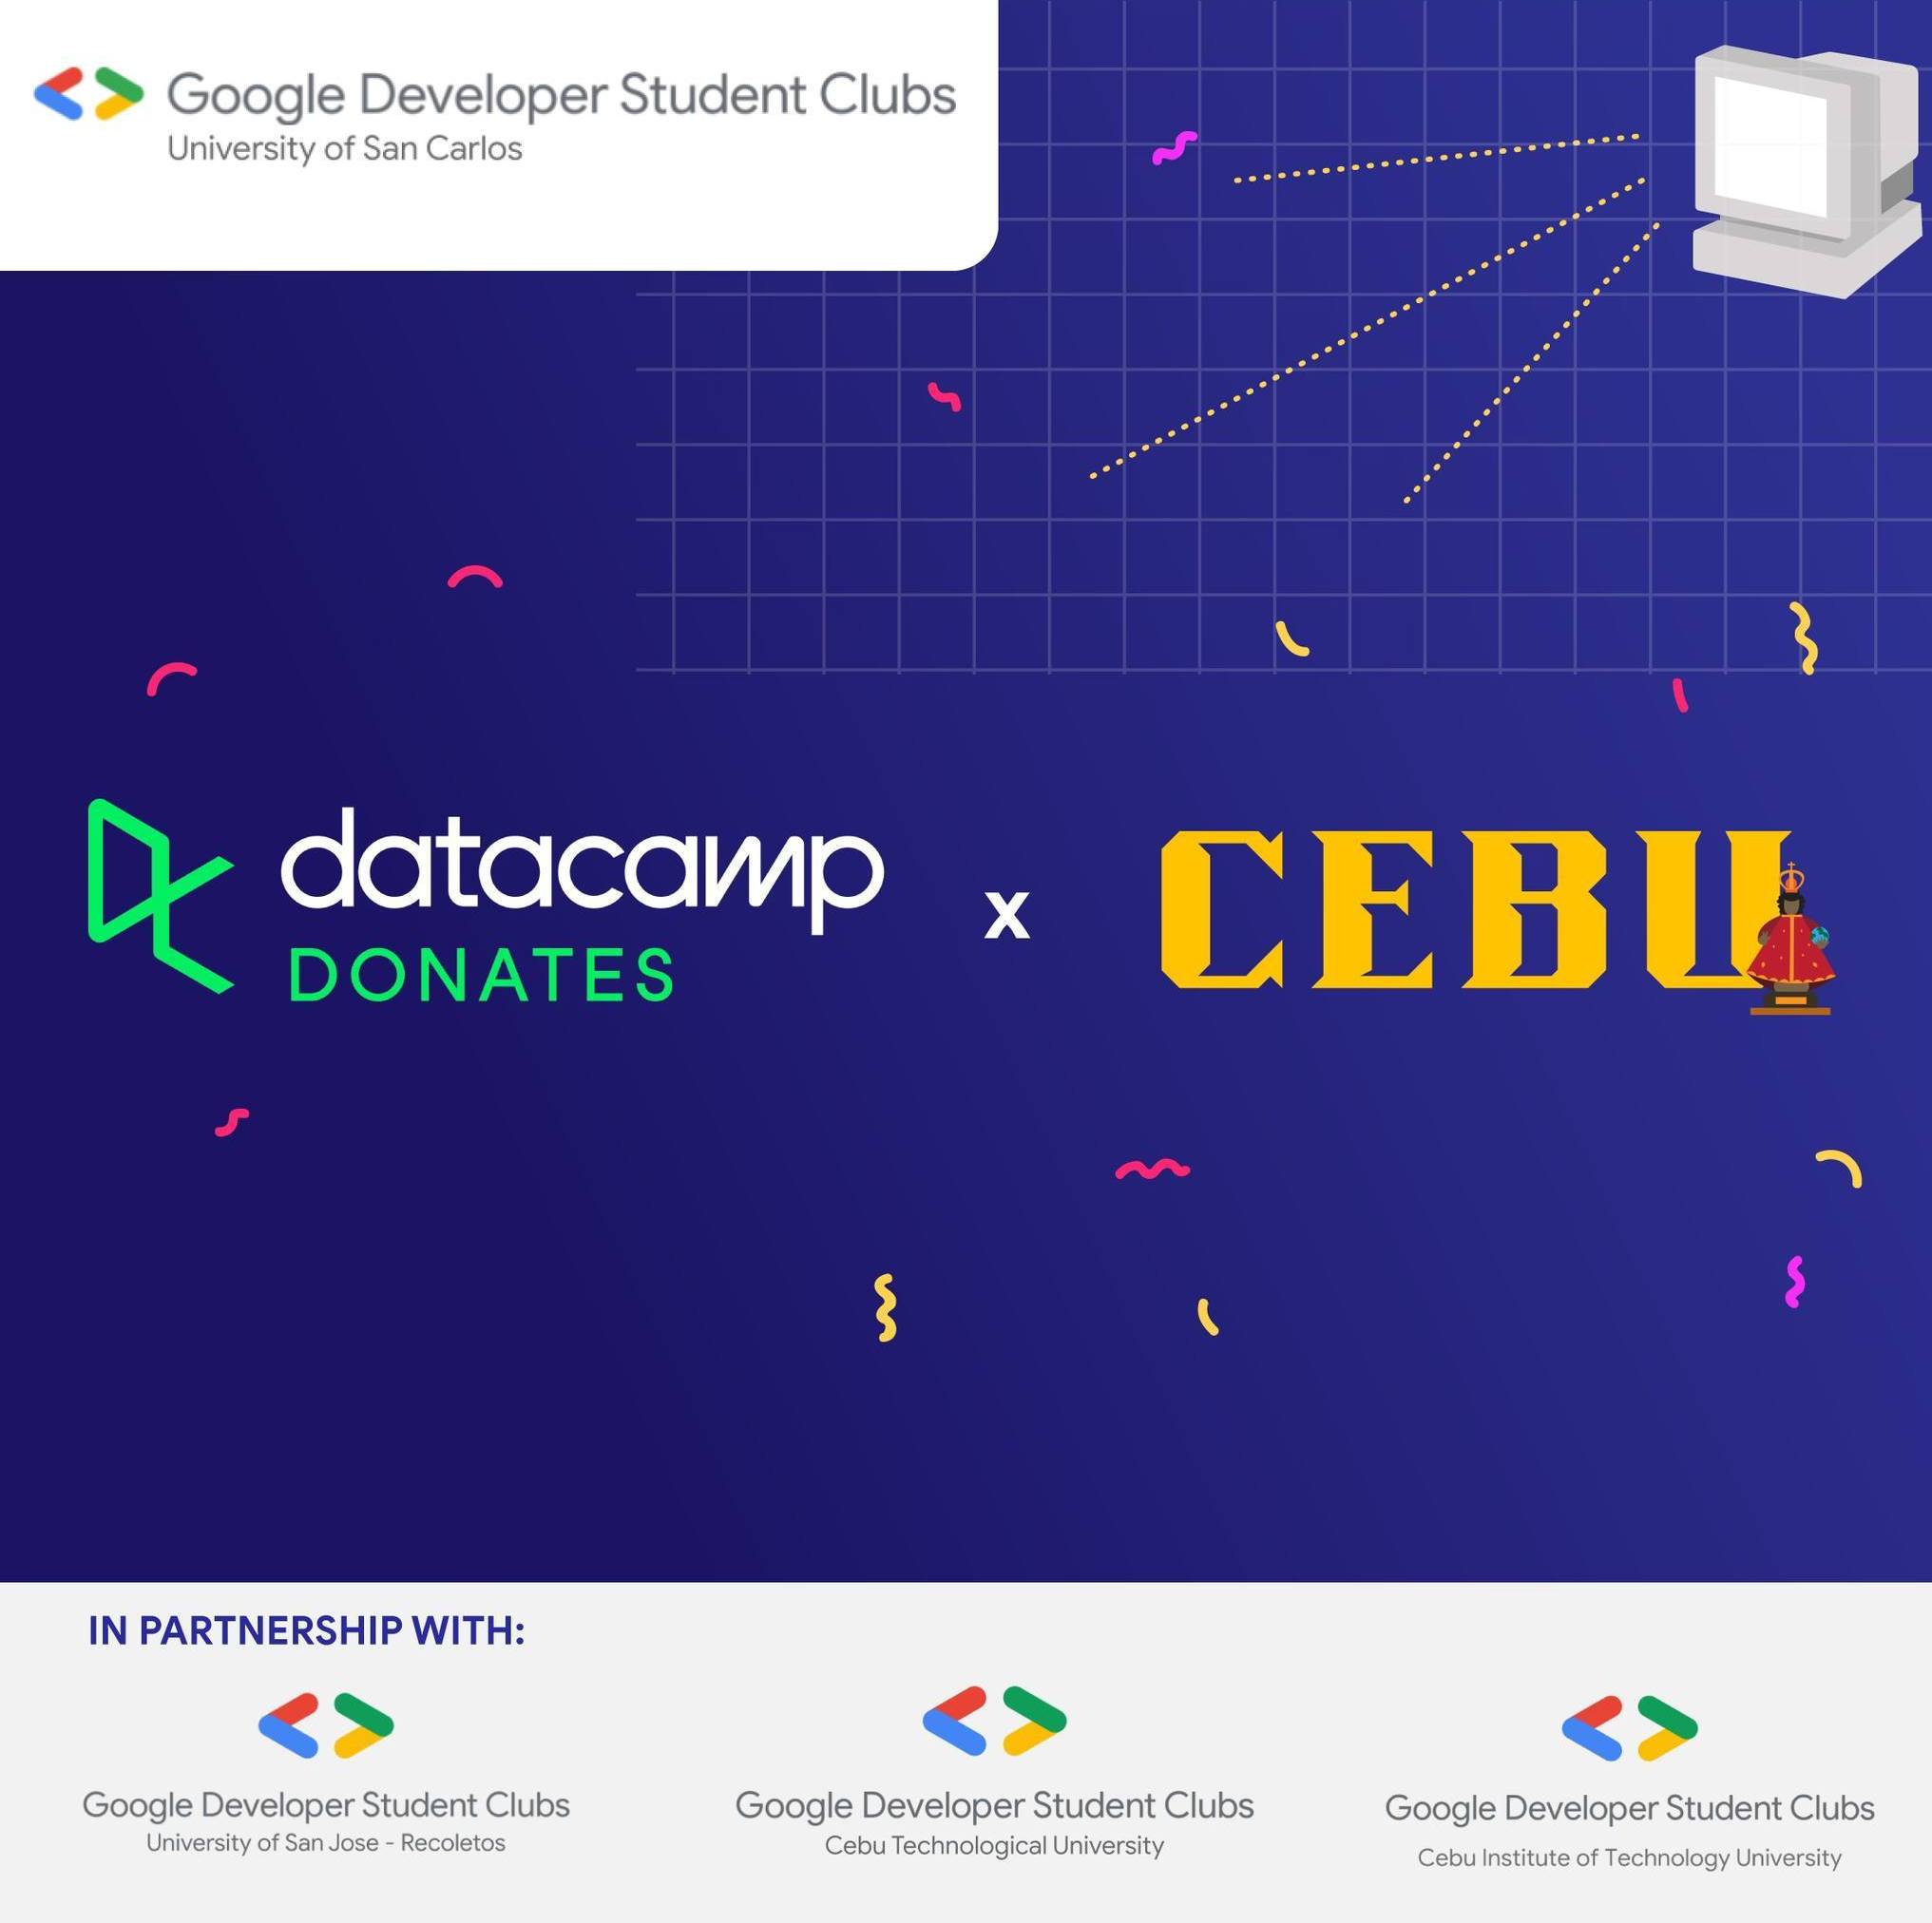 Google Developer Student Clubs
University of San Carlos
datacamp
DONATES
x
CEBU
IN PARTNERSHIP WITH:
Google Developer Student Clubs
University of San Jose - Recoletos
Google Developer Student Clubs
Cebu Technological University
Google Developer Student Clubs
Cebu Institute of Technology University